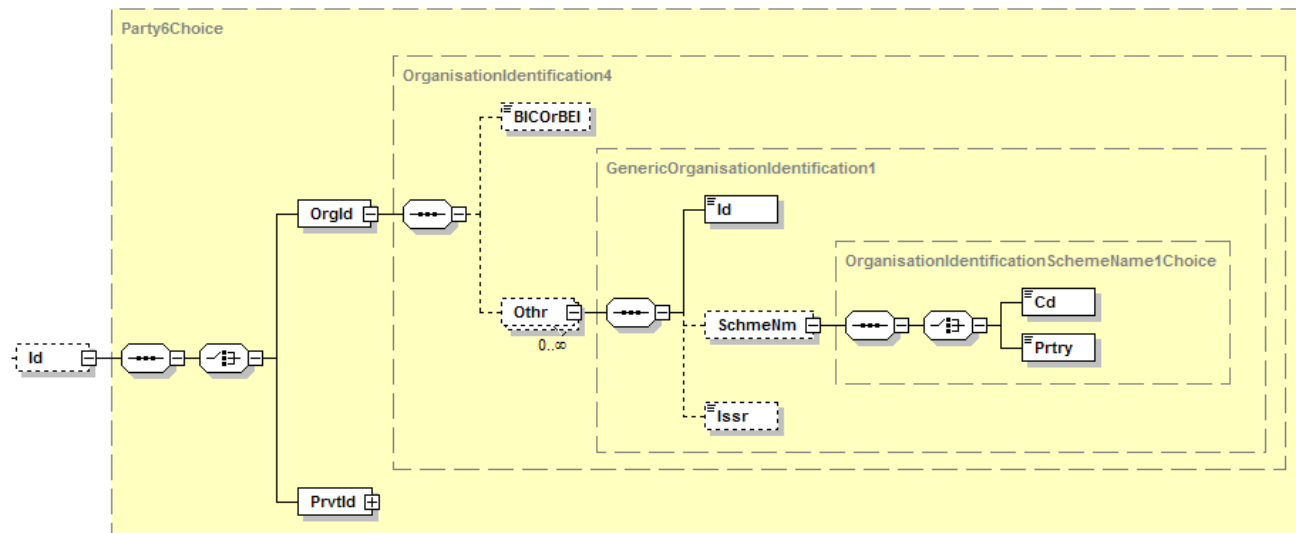 Party6Choice
OrganisationIdentification4
BICOrBEI
GenericOrganisationIdentification1
Id
OrgId
OrganisationIdentificationSchemeName1Choice
Cd
Othr
SchmeNm
0..∞
Prtry
Id
Issr
PrvtId